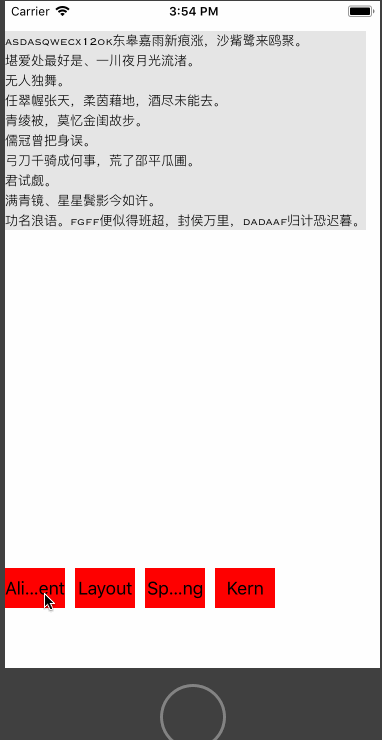 Carrier 3:54 PM
ASDASQWECX12OK东皋嘉雨新痕涨，沙觜鹭来鸥聚。
堪爱处最好是、一川夜月光流渚。
无人独舞。
任翠幄张天，柔茵藉地，酒尽未能去。
青绫被，莫忆金闺故步。
儒冠曾把身误。
弓刀千骑成何事，荒了邵平瓜圃。
君试觑。
满青镜、星星鬓影今如许。
功名浪语。FGFF便似得班超，封侯万里，DADAAF归计恐迟暮。
Ali...ent Layout Sp...ng Kern